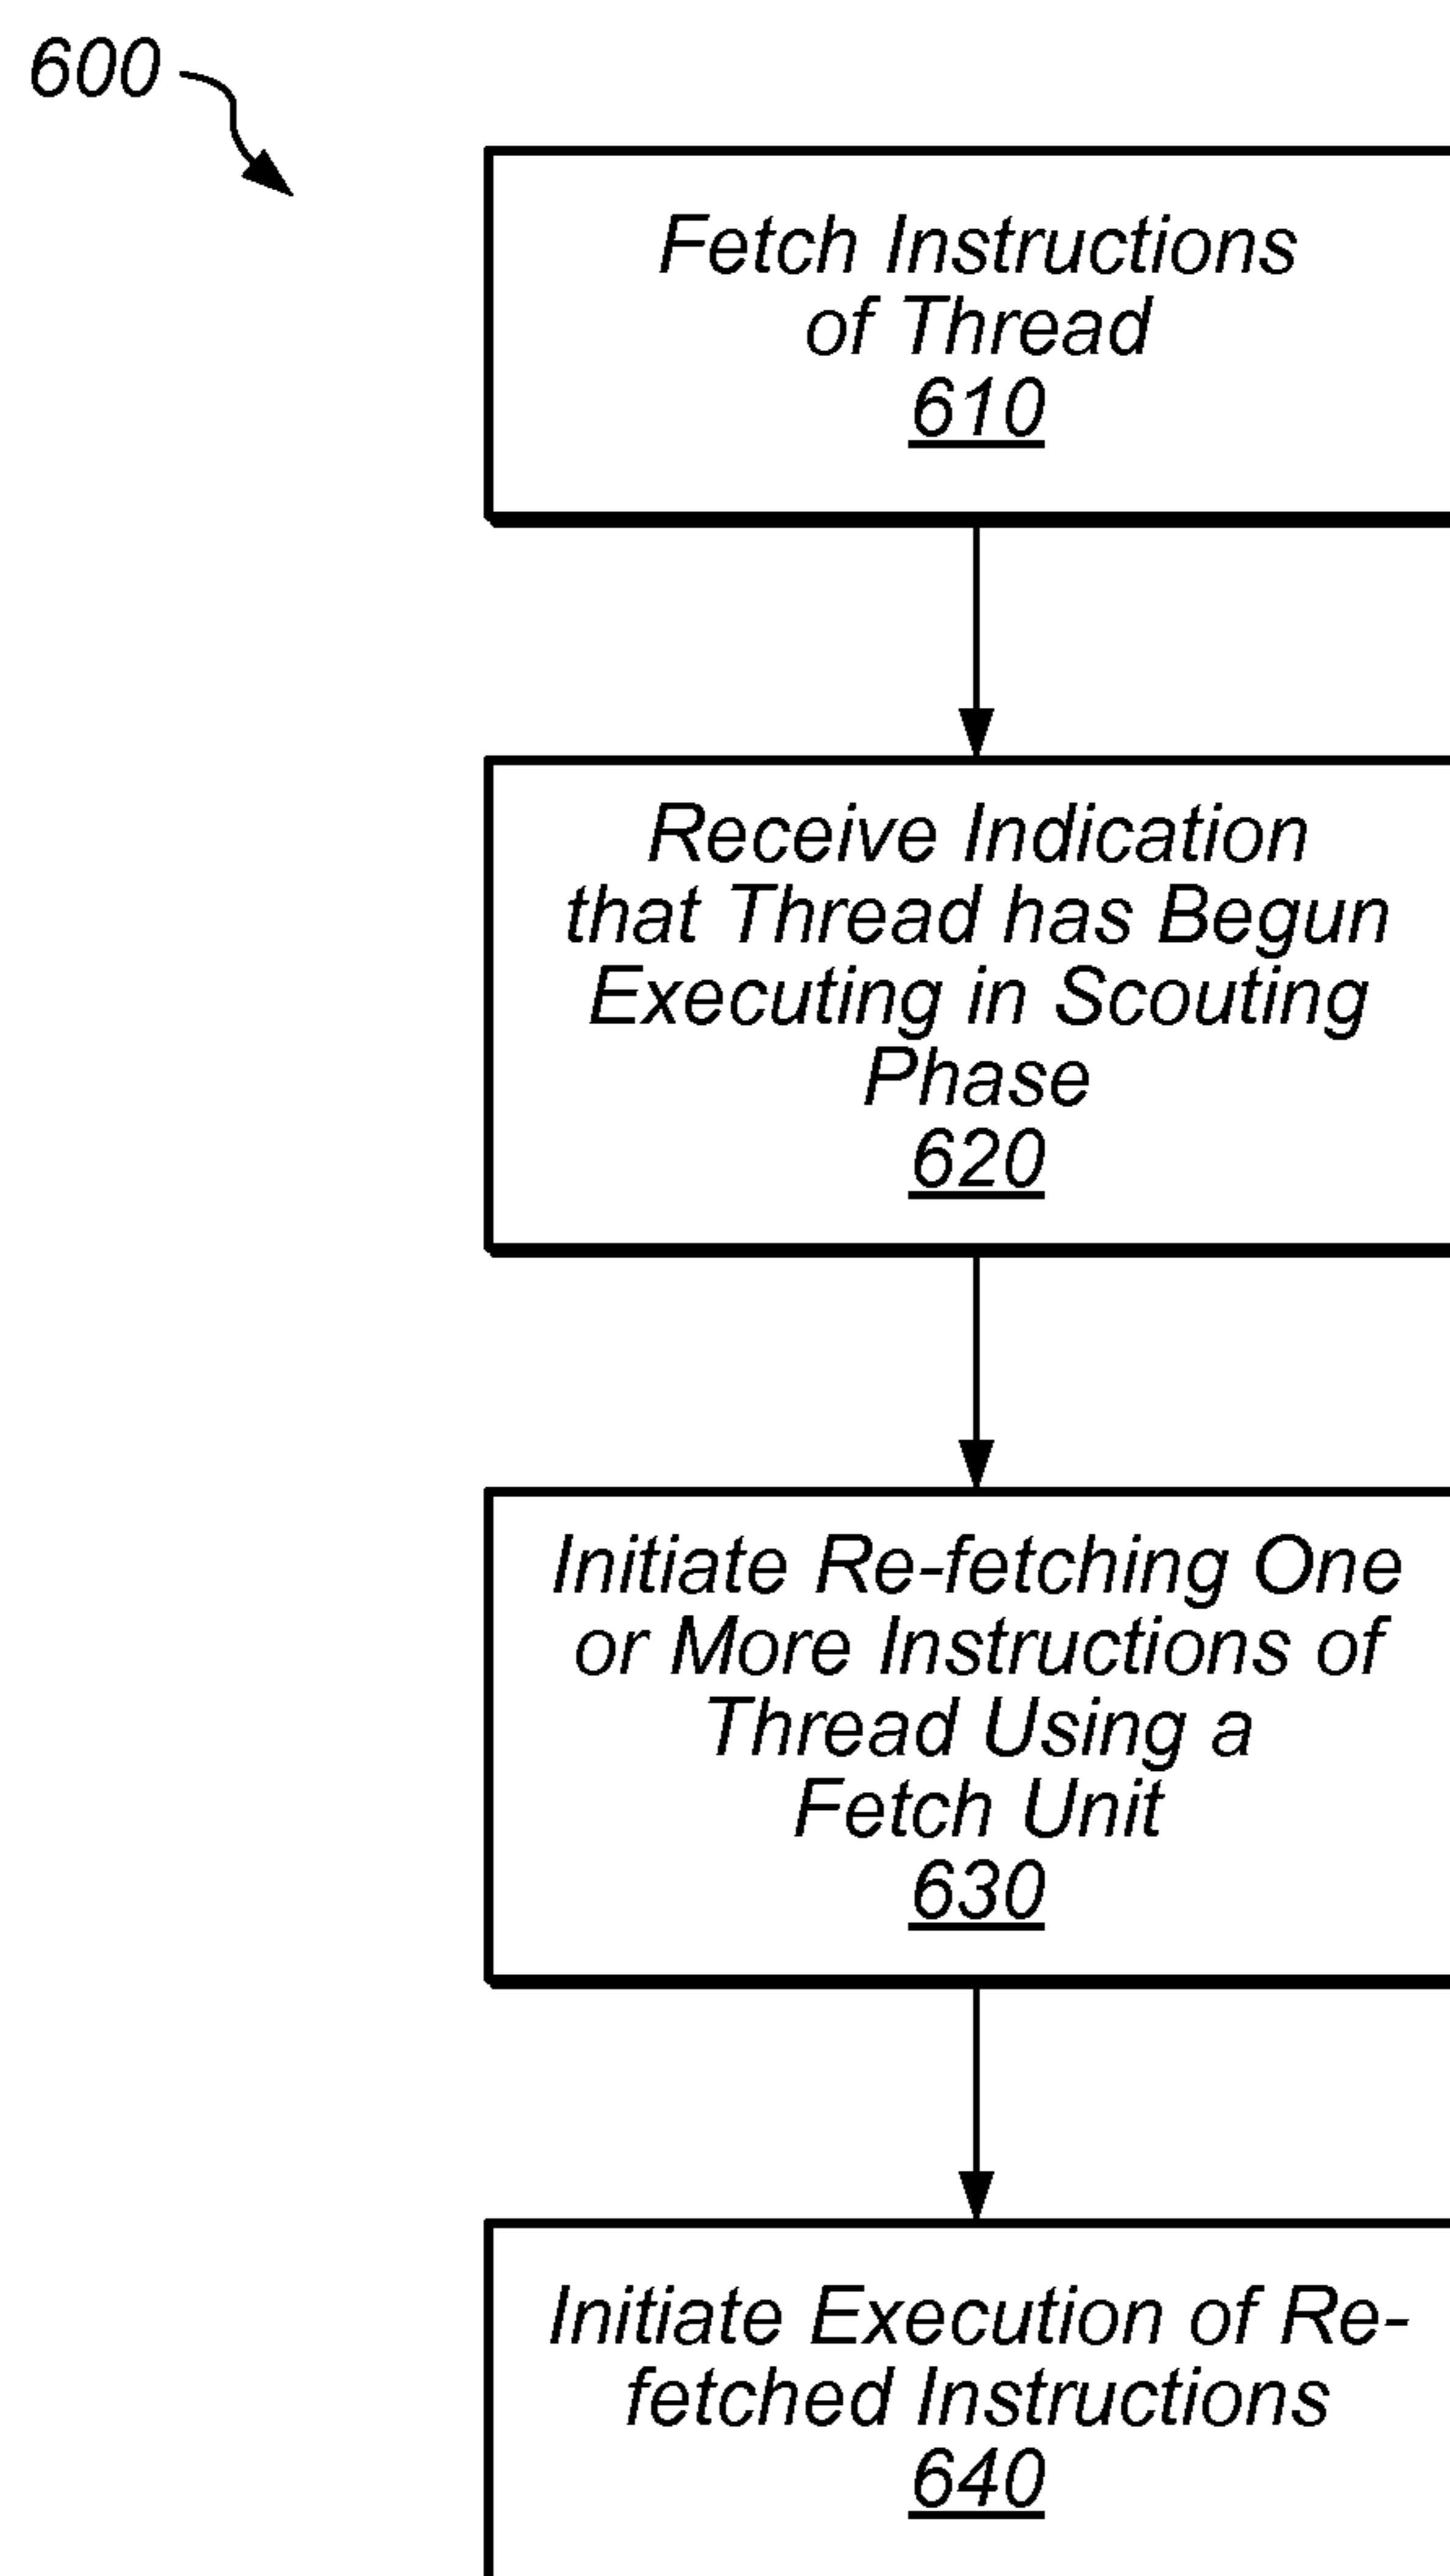 600
Fetch Instructions
of Thread
610
Receive Indication
that Thread has Begun
Executing in Scouting
Phase
620
Initiate Re-fetching One
or More Instructions of
Thread Using a
Fetch Unit
630
Initiate Execution of Re-
fetched Instructions
640